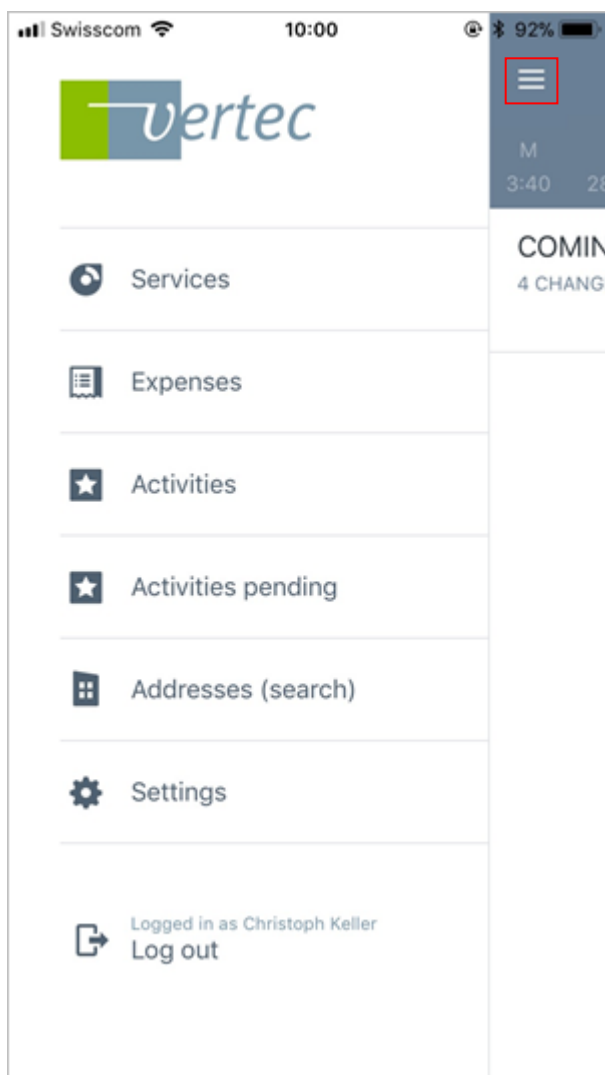 Swisscom 10:00 92%
vertec
M
3:40 28
COMIN
4 CHANG
Services
Expenses
Activities
Activities pending
Addresses (search)
Settings
Logged in as Christoph Keller
Log out